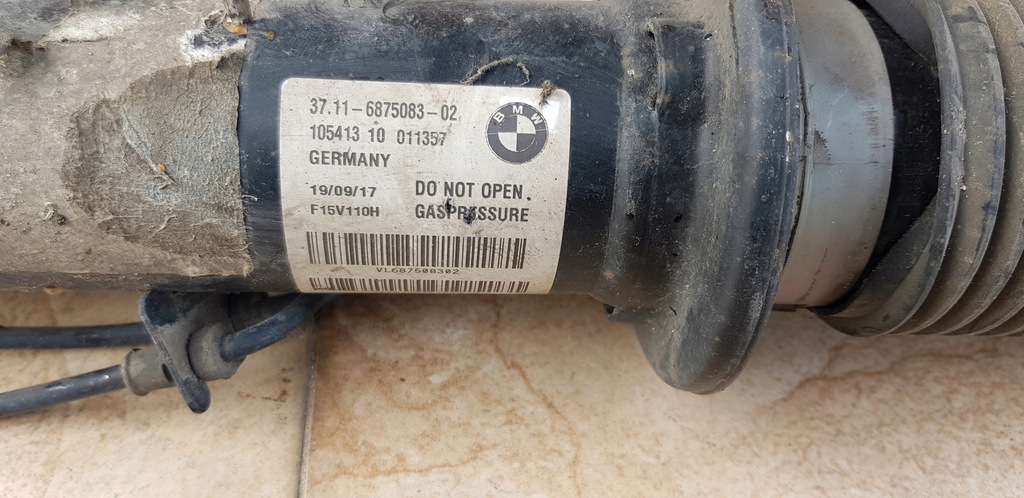 37.11-6875083-02
105413 10 011357
GERMANY
BMW
19/09/17 DO NOT OPEN
F15V110H GASPRESSURE
VL687508302